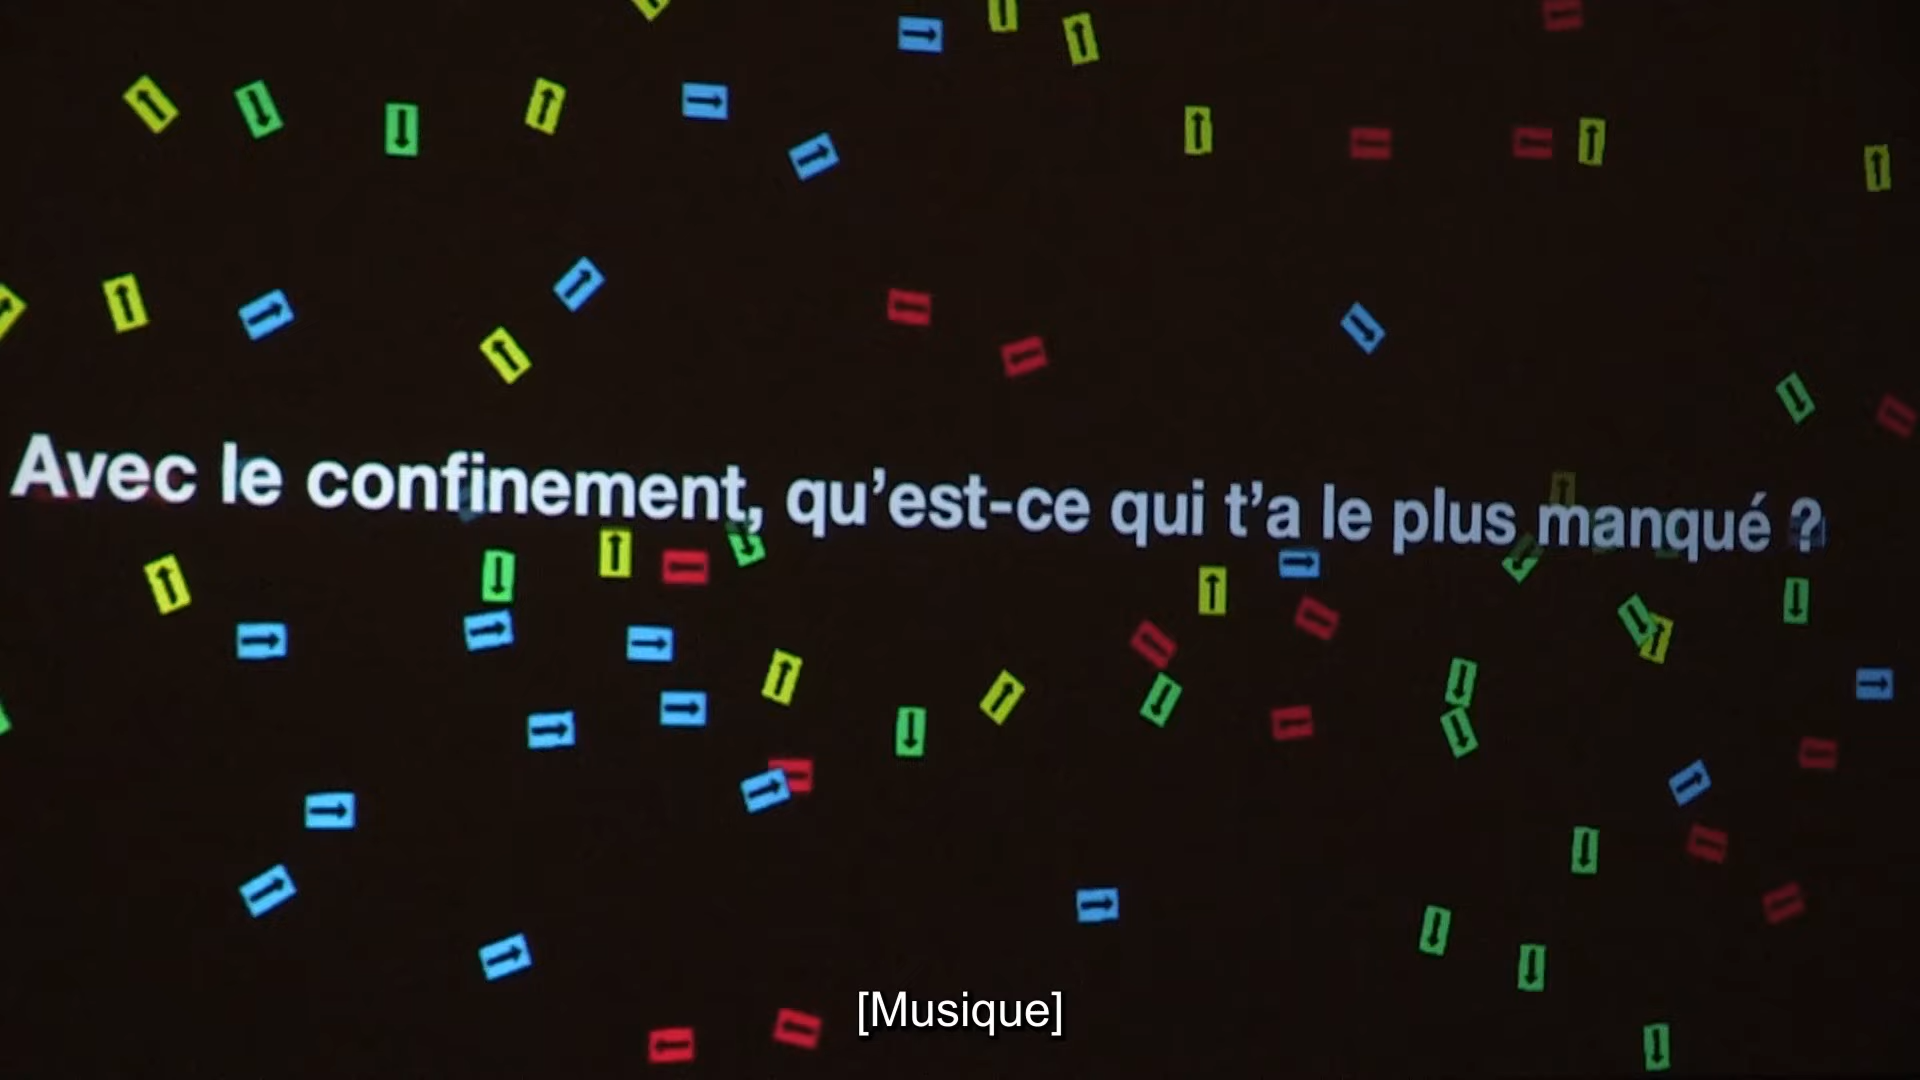 Avec le confinement, qu’est-ce qui t’a le plus manqué ?
[Musique]